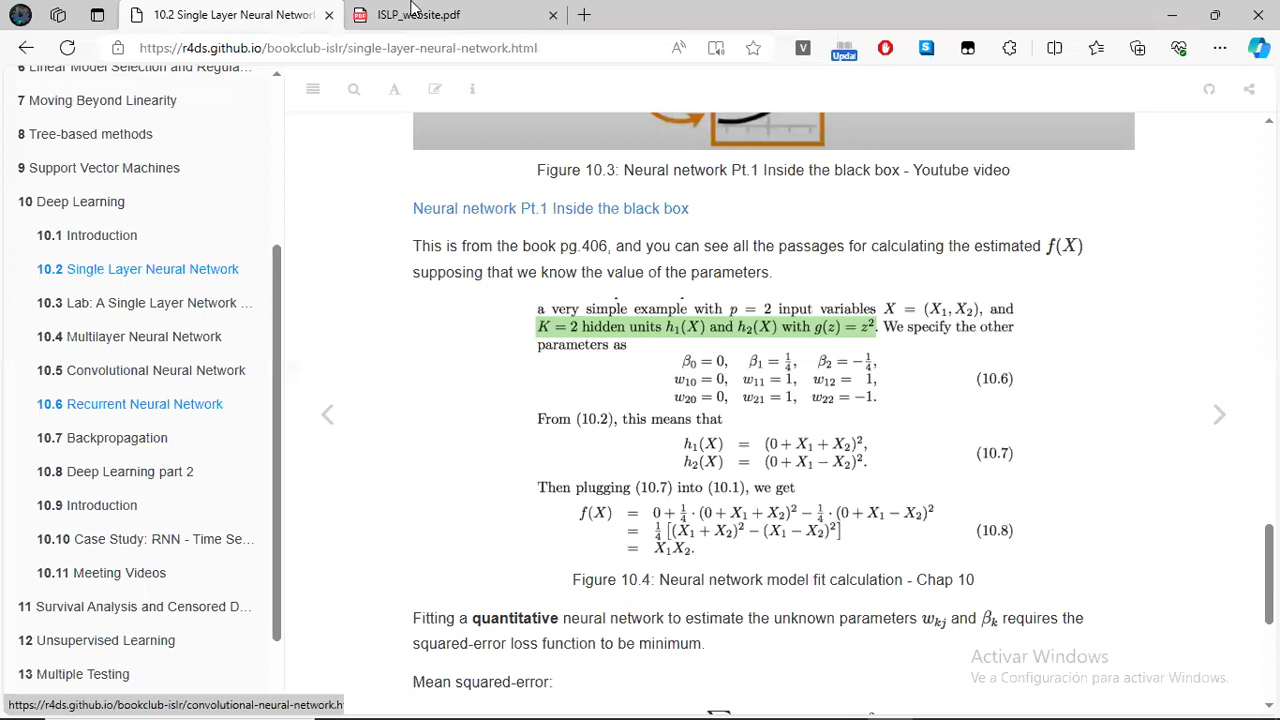 10.2 Single Layer Neural Network
ISLP_website.pdf
https://r4ds.github.io/bookclub-islr/single-layer-neural-network.html
V
Updat
S
6 Linear Model Selection and Regula...
7 Moving Beyond Linearity
8 Tree-based methods
9 Support Vector Machines
10 Deep Learning
10.1 Introduction
10.2 Single Layer Neural Network
10.3 Lab: A Single Layer Network ...
10.4 Multilayer Neural Network
10.5 Convolutional Neural Network
10.6 Recurrent Neural Network
10.7 Backpropagation
10.8 Deep Learning part 2
10.9 Introduction
10.10 Case Study: RNN - Time Se...
10.11 Meeting Videos
11 Survival Analysis and Censored D...
12 Unsupervised Learning
13 Multiple Testing
https://r4ds.github.io/bookclub-islr/convolutional-neural-network.h
Figure 10.3: Neural network Pt.1 Inside the black box - Youtube video
Neural network Pt.1 Inside the black box
This is from the book pg.406, and you can see all the passages for calculating the estimated f(X)
supposing that we know the value of the parameters.
a very simple example with p = 2 input variables X = (X₁, X₂), and
K = 2 hidden units h₁(X) and h₂(X) with g(z) = z². We specify the other
parameters as
β₀ = 0, β₁ = 1/4, β₂ = −1/4,
w₁₀ = 0, w₁₁ = 1, w₁₂ = 1, (10.6)
w₂₀ = 0, w₂₁ = 1, w₂₂ = −1.
From (10.2), this means that
h₁(X) = (0 + X₁ + X₂)²,
(10.7)
h₂(X) = (0 + X₁ − X₂)².
Then plugging (10.7) into (10.1), we get
f(X) = 0 + 1/4 · (0 + X₁ + X₂)² − 1/4 · (0 + X₁ − X₂)²
= 1/4 [(X₁ + X₂)² − (X₁ − X₂)²] (10.8)
= X₁X₂.
Figure 10.4: Neural network model fit calculation - Chap 10
Fitting a quantitative neural network to estimate the unknown parameters wₖⱼ and βₖ requires the
squared-error loss function to be minimum.
Mean squared-error:
Activar Windows
Ve a Configuración para activar Windows.